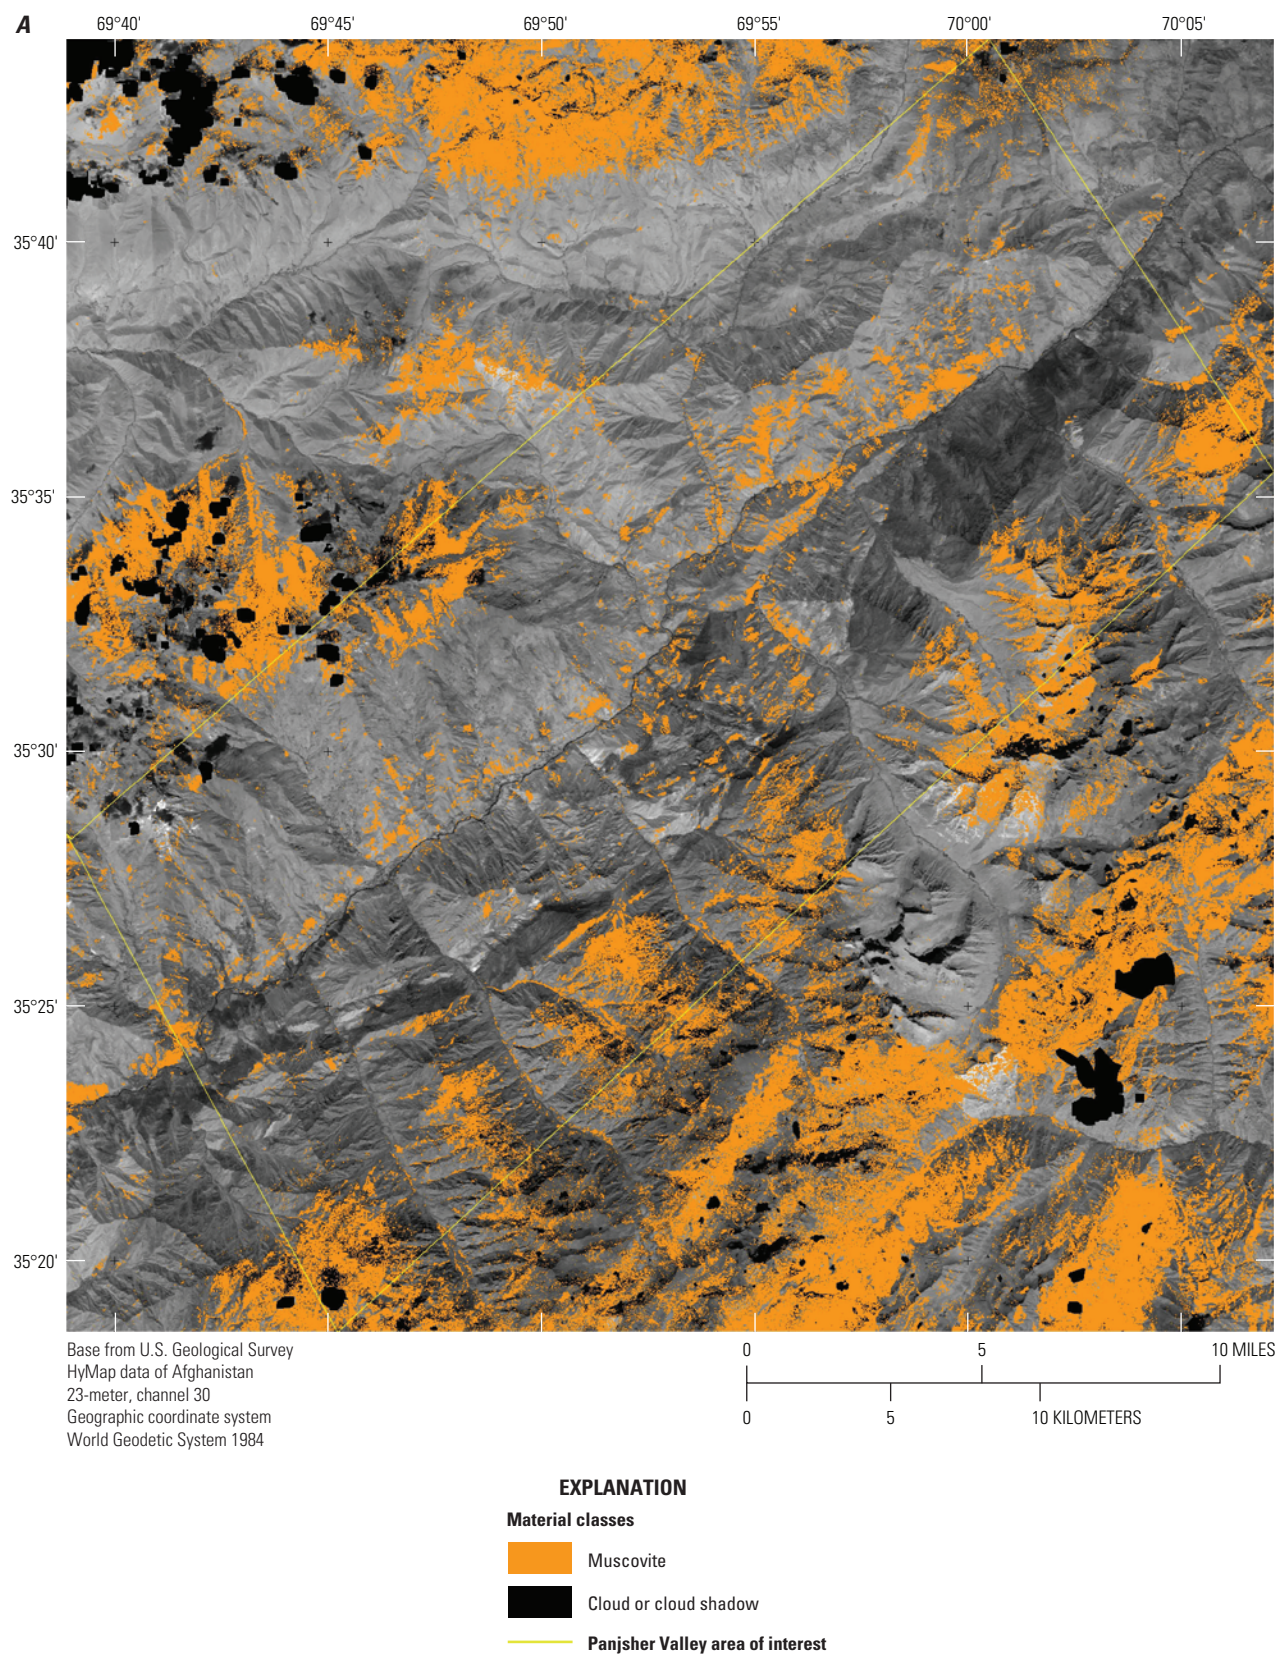 A
69°40' 69°45' 69°50' 69°55' 70°00' 70°05'
35°40'
35°35'
35°30'
35°25'
35°20'
Base from U.S. Geological Survey
HyMap data of Afghanistan
23-meter, channel 30
Geographic coordinate system
World Geodetic System 1984
0 5 10 MILES
0 5 10 KILOMETERS
EXPLANATION
Material classes
Muscovite
Cloud or cloud shadow
Panjsher Valley area of interest